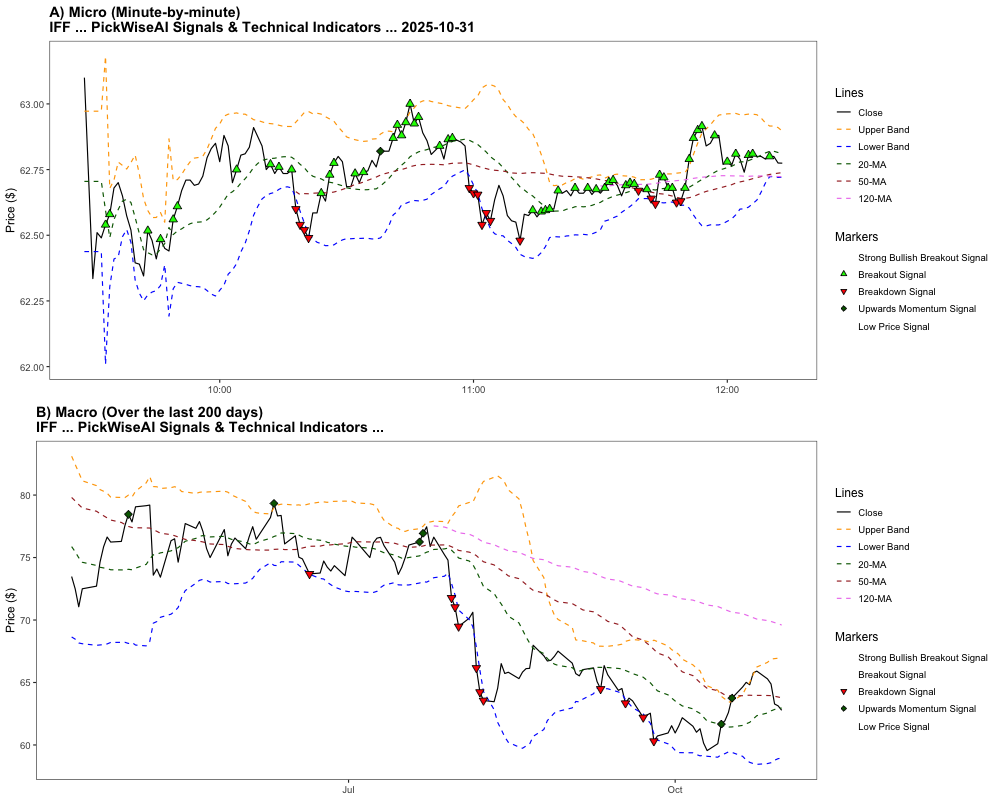 A) Micro (Minute-by-minute)
IFF ... PickWiseAI Signals & Technical Indicators ... 2025-10-31
Price ($)
63.00
62.75
62.50
62.25
62.00
10:00
11:00
12:00
Lines
Close
Upper Band
Lower Band
20-MA
50-MA
120-MA
Markers
Strong Bullish Breakout Signal
Breakout Signal
Breakdown Signal
Upwards Momentum Signal
Low Price Signal
B) Macro (Over the last 200 days)
IFF ... PickWiseAI Signals & Technical Indicators ...
Price ($)
80
75
70
65
60
Jul
Oct
Lines
Close
Upper Band
Lower Band
20-MA
50-MA
120-MA
Markers
Strong Bullish Breakout Signal
Breakout Signal
Breakdown Signal
Upwards Momentum Signal
Low Price Signal